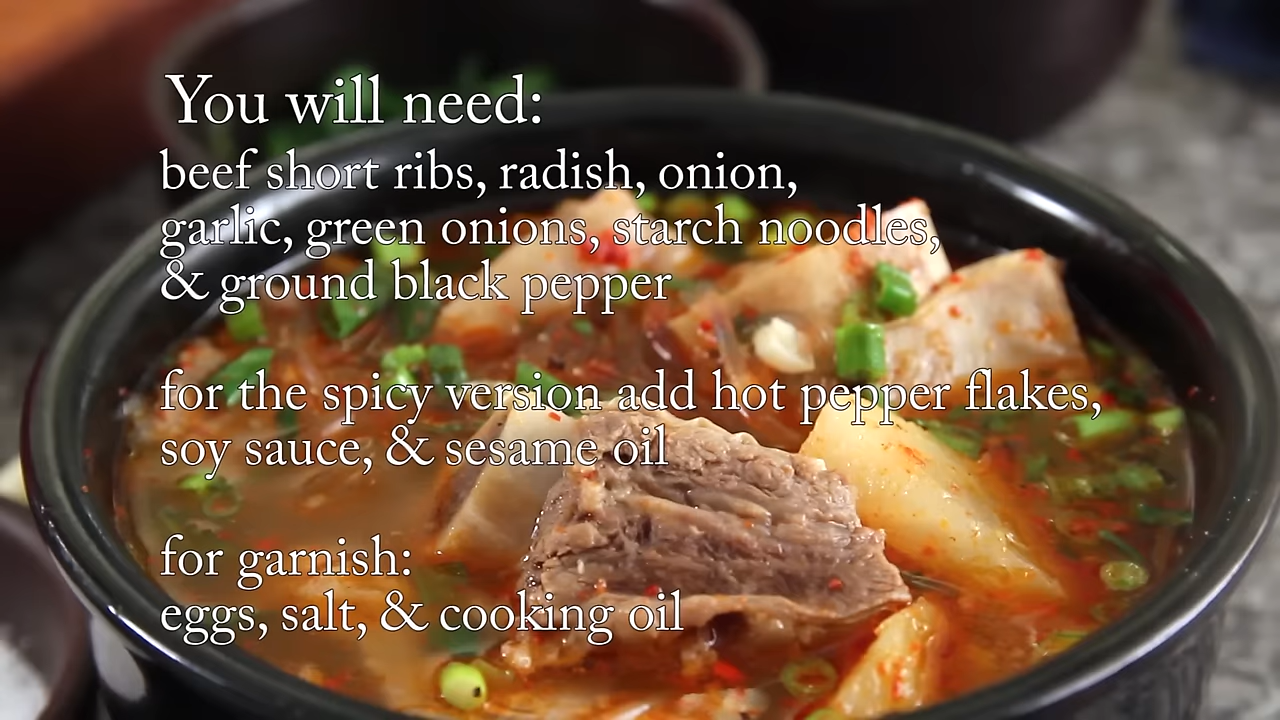 You will need:
beef short ribs, radish, onion,
garlic, green onions, starch noodles,
& ground black pepper
for the spicy version add hot pepper flakes,
soy sauce, & sesame oil
for garnish:
eggs, salt, & cooking oil